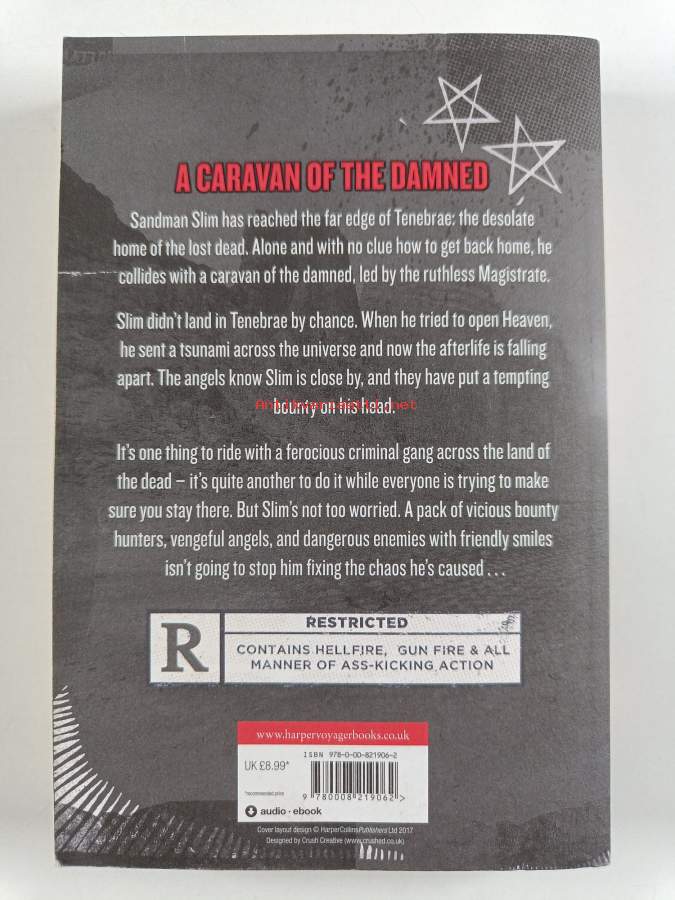 A CARAVAN OF THE DAMNED
Sandman Slim has reached the far edge of Tenebrae: the desolate
home of the lost dead. Alone and with no clue how to get back home, he
collides with a caravan of the damned, led by the ruthless Magistrate.
Slim didn't land in Tenebrae by chance. When he tried to open Heaven,
he sent a tsunami across the universe and now the afterlife is falling
apart. The angels know Slim is close by, and they have put a tempting
bounty on his head.
It's one thing to ride with a ferocious criminal gang across the land of
the dead – it's quite another to do it while everyone is trying to make
sure you stay there. But Slim's not too worried. A pack of vicious bounty
hunters, vengeful angels, and dangerous enemies with friendly smiles
isn't going to stop him fixing the chaos he's caused . . .
R
RESTRICTED
CONTAINS HELLFIRE, GUN FIRE & ALL
MANNER OF ASS-KICKING ACTION
www.harpervoyagerbooks.co.uk
ISBN 978-0-00-821906-2
UK £8.99*
*recommended price
9 780008 219062 >
audio • ebook
Cover layout design © HarperCollinsPublishers Ltd 2017
Designed by Crush Creative (www.crushed.co.uk)